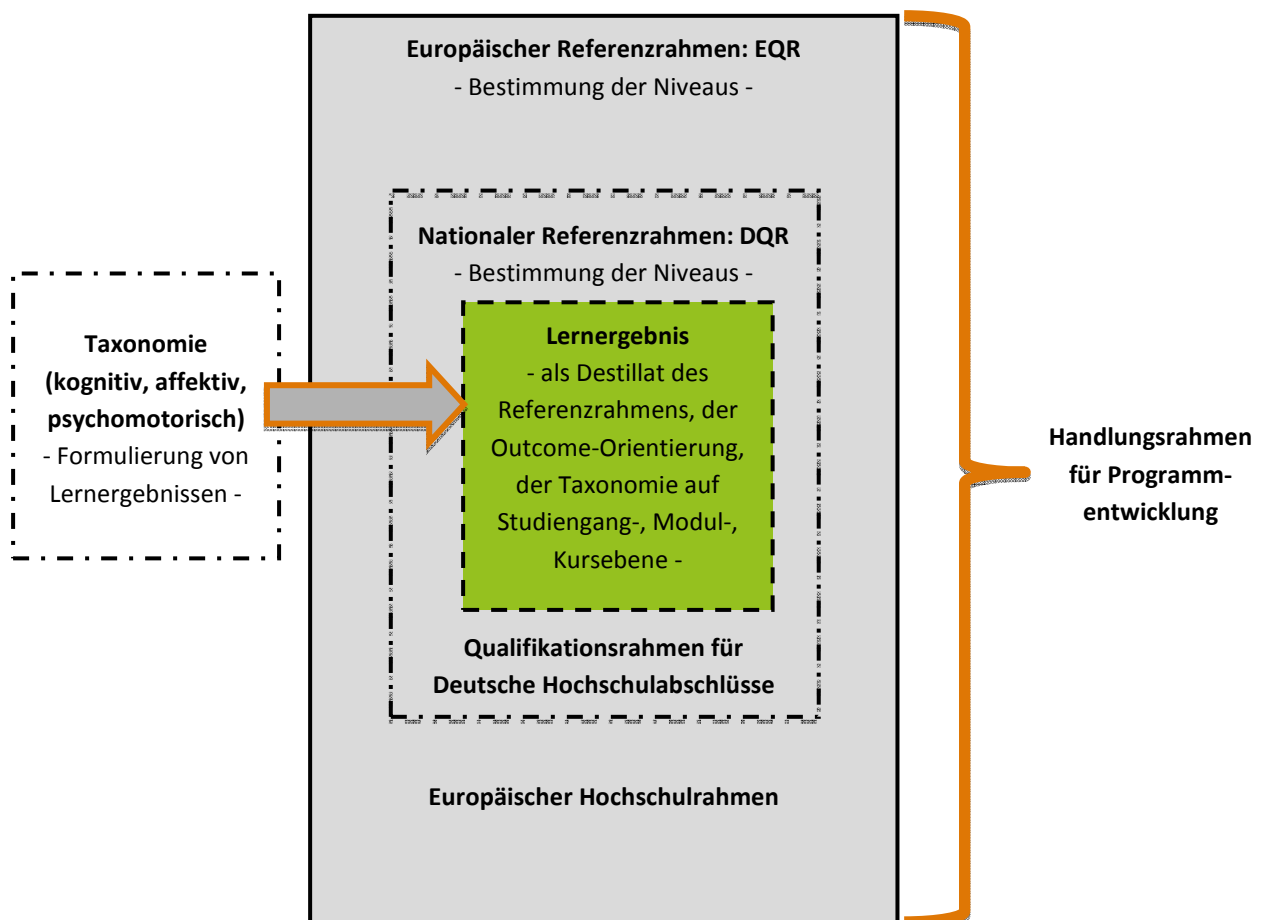 Europäischer Referenzrahmen: EQR
- Bestimmung der Niveaus -
Nationaler Referenzrahmen: DQR
- Bestimmung der Niveaus -
Taxonomie
(kognitiv, affektiv,
psychomotorisch)
- Formulierung von
Lernergebnissen -
Lernergebnis
- als Destillat des
Referenzrahmens, der
Outcome-Orientierung,
der Taxonomie auf
Studiengang-, Modul-,
Kursebene -
Handlungsrahmen
für Programm-
entwicklung
Qualifikationsrahmen für
Deutsche Hochschulabschlüsse
Europäischer Hochschulrahmen